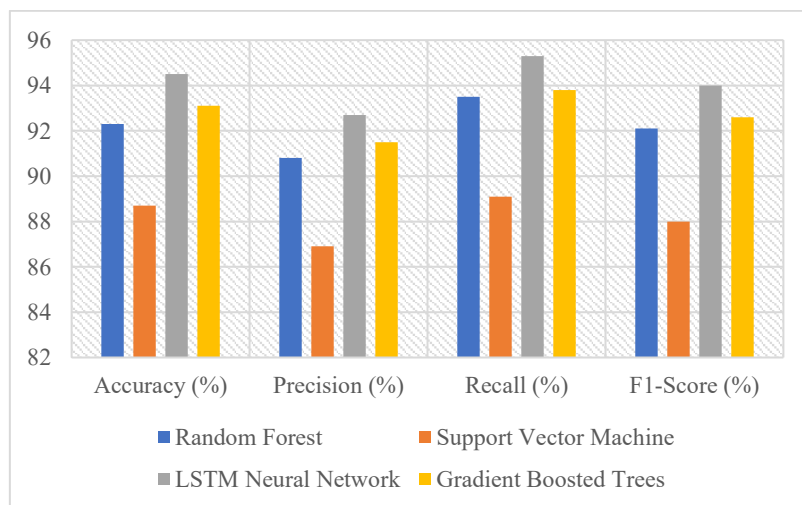 96
94
92
90
88
86
84
82
Accuracy (%) Precision (%) Recall (%) F1-Score (%)
Random Forest Support Vector Machine
LSTM Neural Network Gradient Boosted Trees